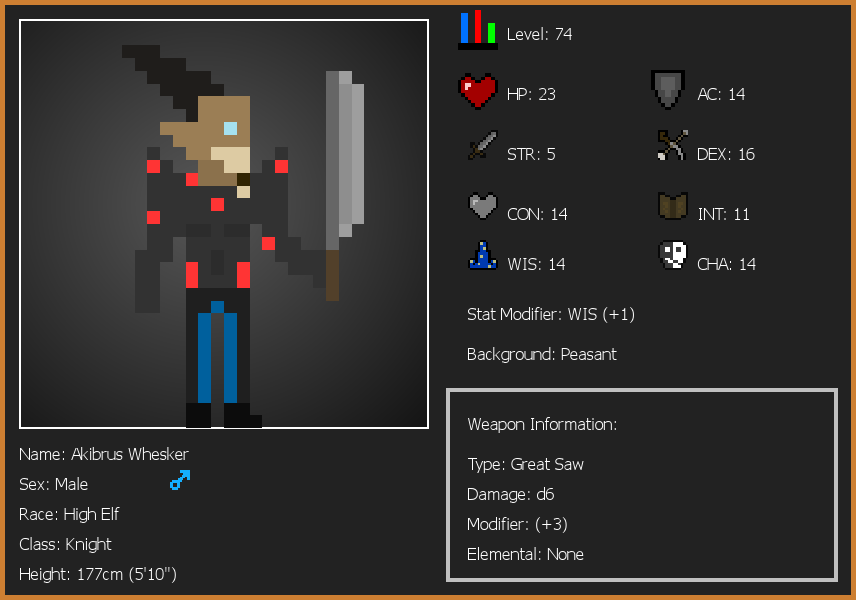 Level: 74
HP: 23
AC: 14
STR: 5
DEX: 16
CON: 14
INT: 11
WIS: 14
CHA: 14
Stat Modifier: WIS (+1)
Background: Peasant
Weapon Information:
Type: Great Saw
Damage: d6
Modifier: (+3)
Elemental: None
Name: Akibrus Whesker
Sex: Male
Race: High Elf
Class: Knight
Height: 177cm (5'10")